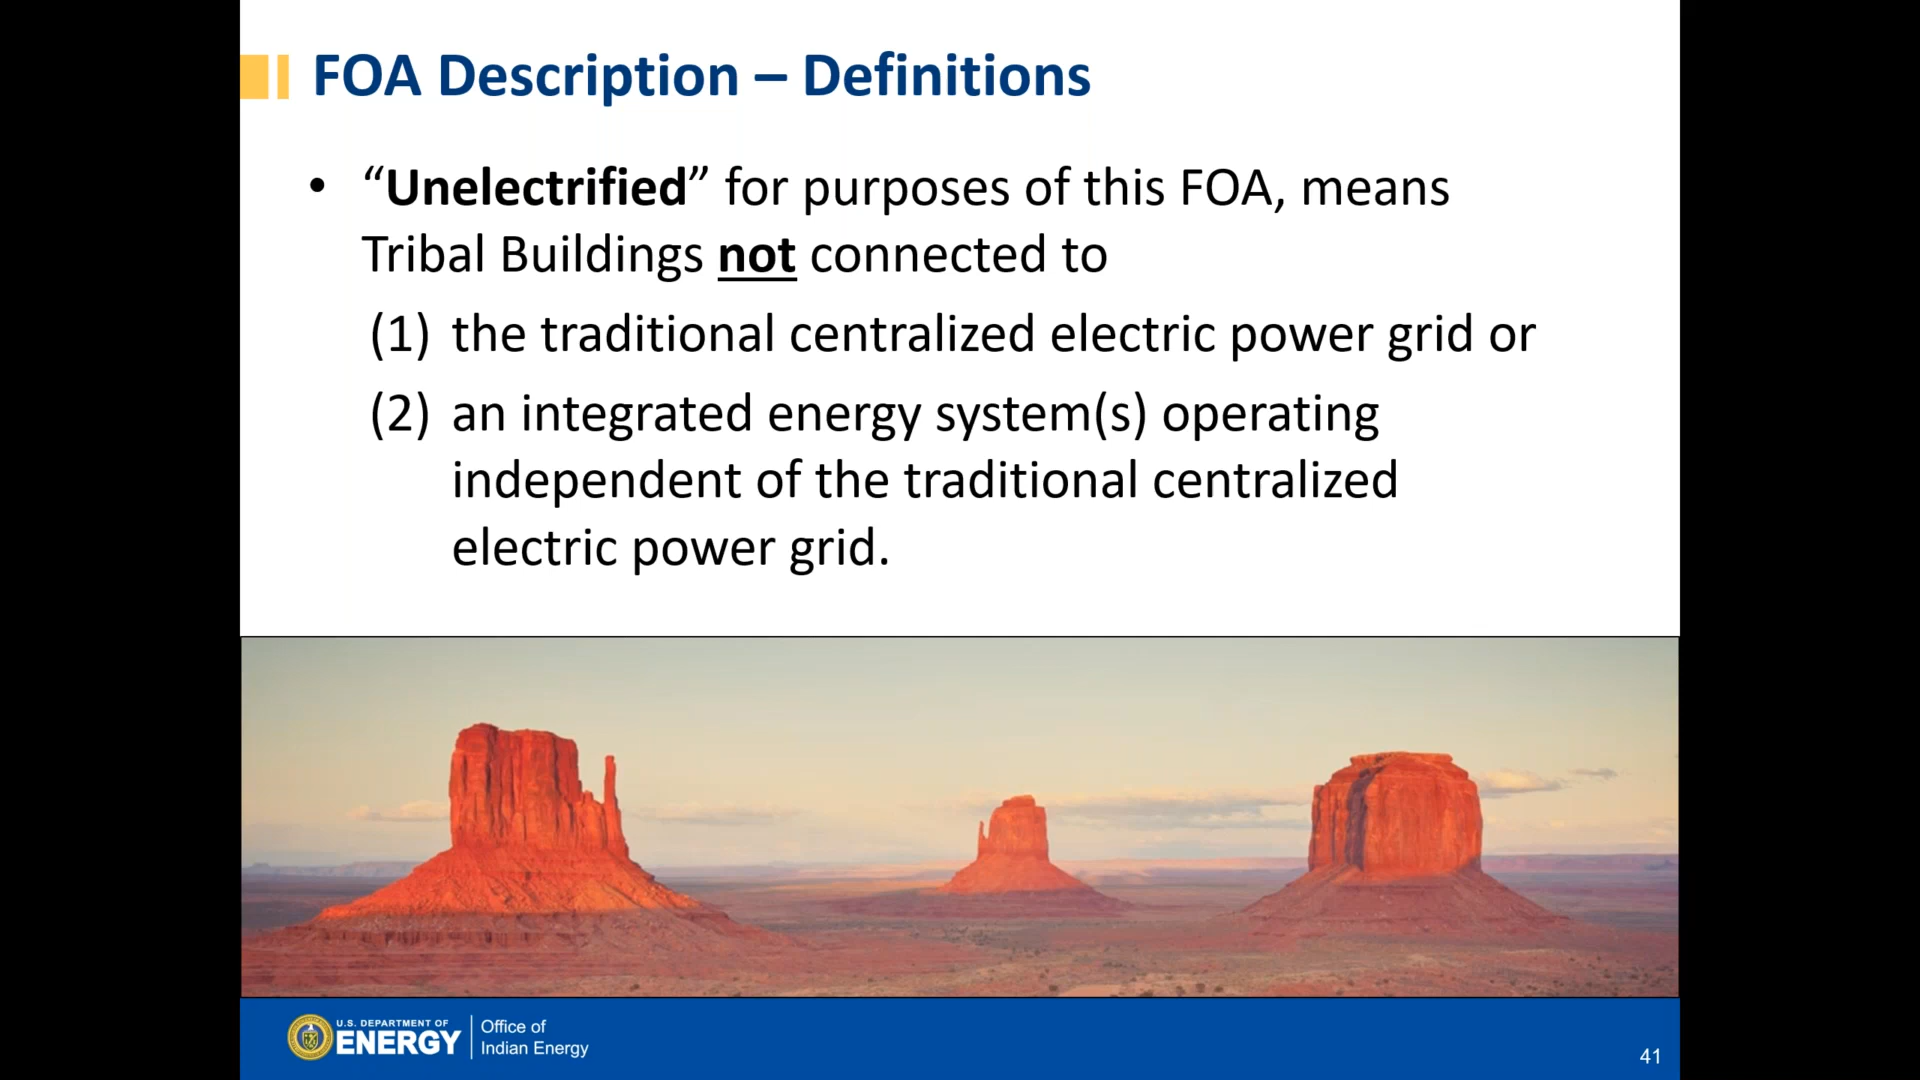 FOA Description – Definitions
• “Unelectrified” for purposes of this FOA, means
Tribal Buildings not connected to
(1) the traditional centralized electric power grid or
(2) an integrated energy system(s) operating
independent of the traditional centralized
electric power grid.
U.S. DEPARTMENT OF
ENERGY
Office of
Indian Energy
41